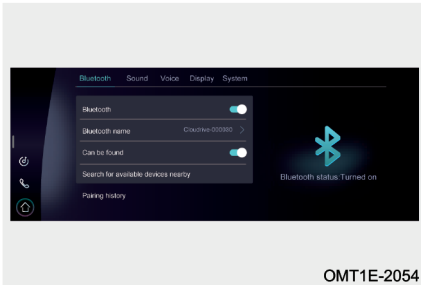 Bluetooth Sound Voice Display System
Bluetooth
Bluetooth name Cloudrive-000980
Can be found
Search for available devices nearby
Pairing history
Bluetooth status:Turned on
OMT1E-2054